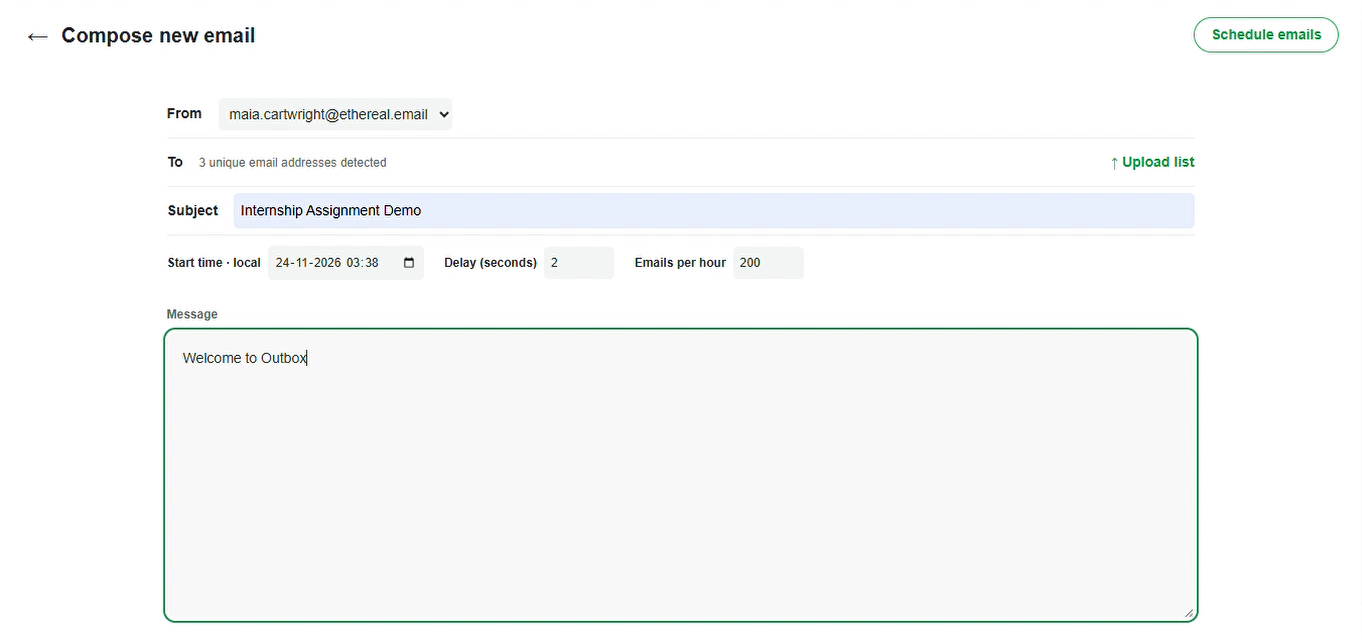 ← Compose new email
Schedule emails
From maia.cartwright@ethereal.email
To 3 unique email addresses detected ↑ Upload list
Subject Internship Assignment Demo
Start time · local 24-11-2026 03:38 Delay (seconds) 2 Emails per hour 200
Message
Welcome to Outbox